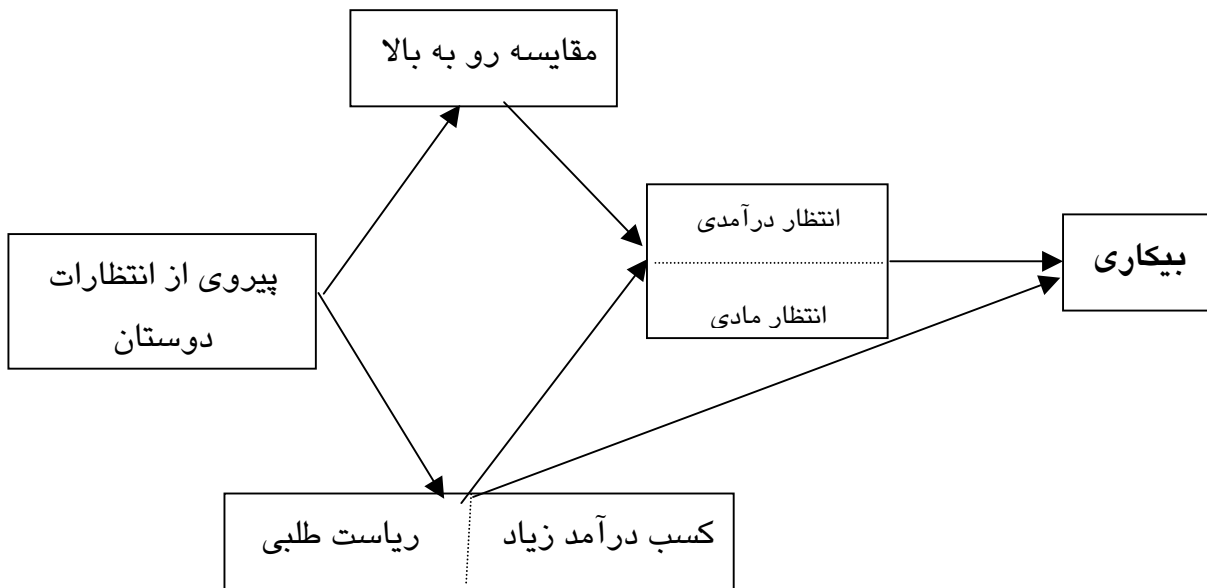 مقایسه رو به بالا
انتظار درآمدی
انتظار مادی
بیکاری
پیروی از انتظارات
دوستان
کسب درآمد زیاد
ریاست طلبی